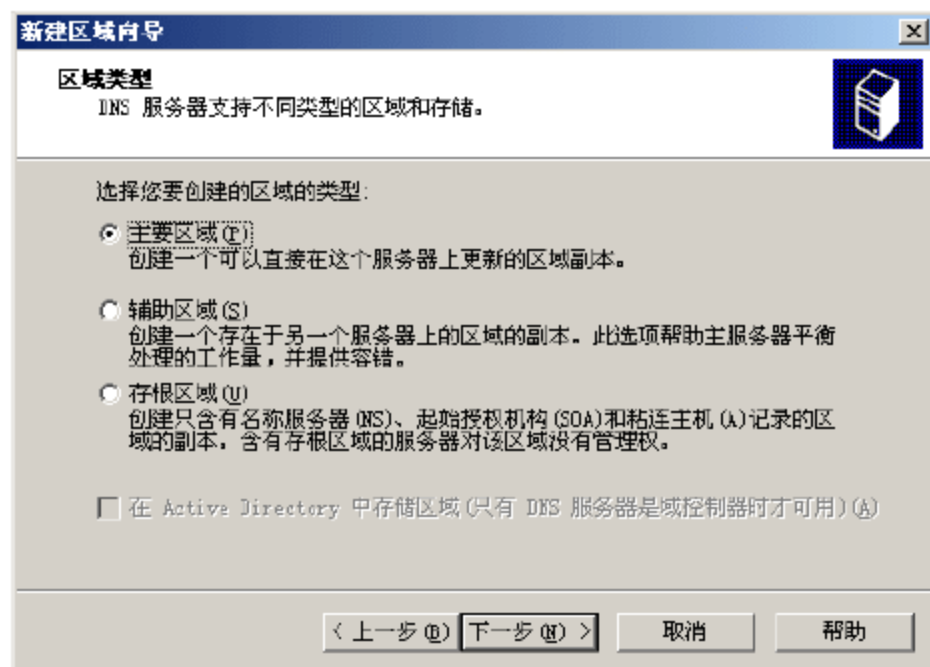 新建区域向导
区域类型
DNS 服务器支持不同类型的区域和存储。
选择您要创建的区域的类型:
主要区域(P)
创建一个可以直接在这个服务器上更新的区域副本。
辅助区域(S)
创建一个存在于另一个服务器上的区域的副本。此选项帮助主服务器平衡
处理的工作量，并提供容错。
存根区域(U)
创建只含有名称服务器(NS)、起始授权机构(SOA)和粘连主机(A)记录的区
域的副本。含有存根区域的服务器对该区域没有管理权。
在 Active Directory 中存储区域(只有 DNS 服务器是域控制器时才可用)(A)
< 上一步(B) 下一步(N) > 取消 帮助